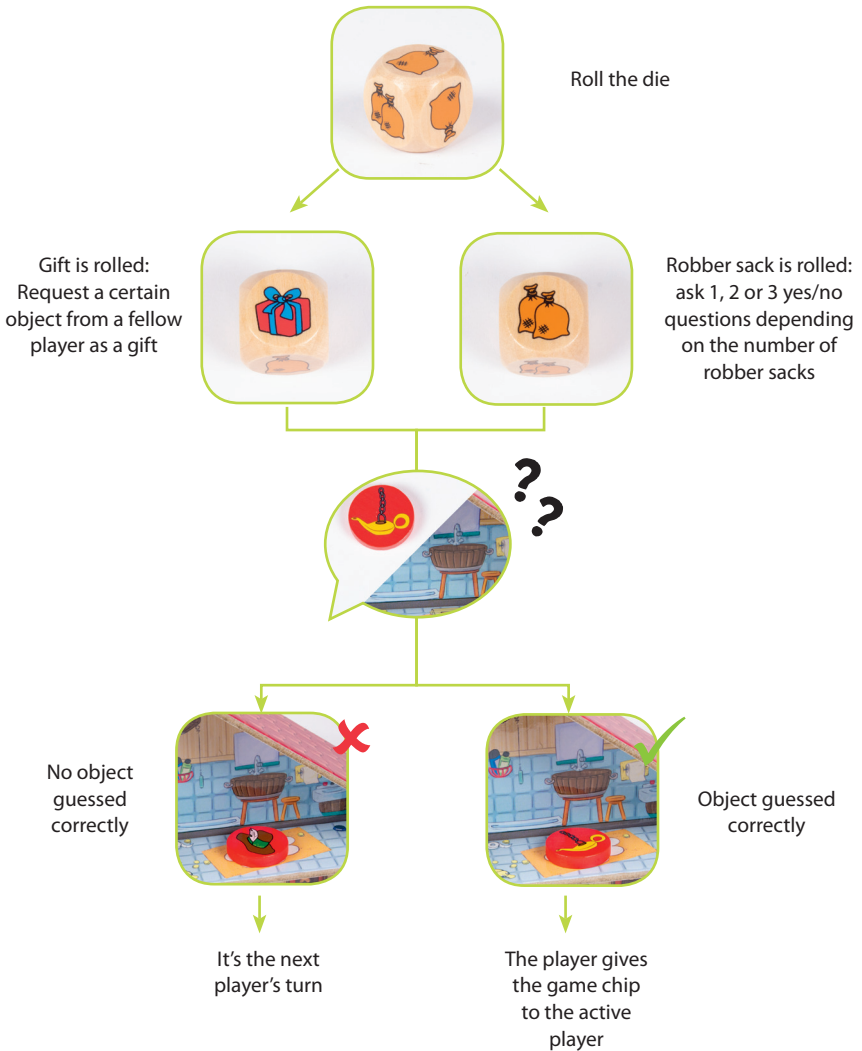 Roll the die
Gift is rolled:
Request a certain
object from a fellow
player as a gift
Robber sack is rolled:
ask 1, 2 or 3 yes/no
questions depending
on the number of
robber sacks
??
No object
guessed
correctly
Object guessed
correctly
It's the next
player's turn
The player gives
the game chip
to the active
player